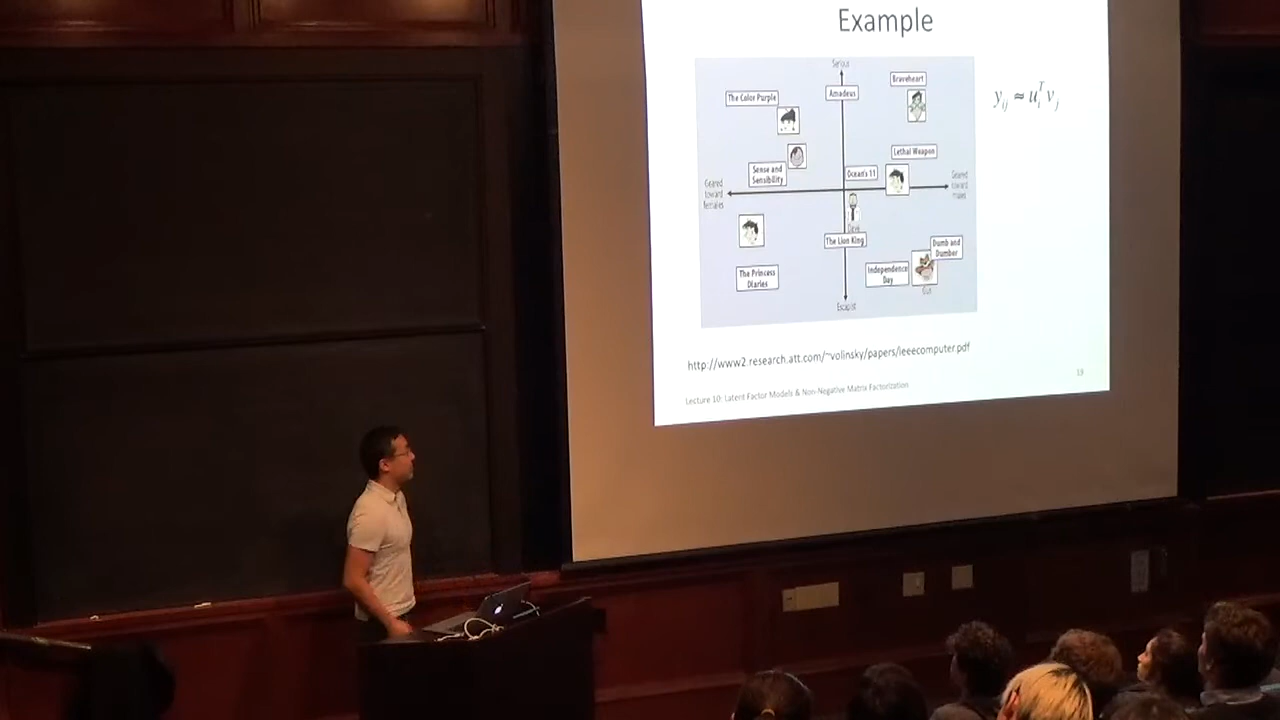 Example
Serious
Braveheart
Amadeus
The Color Purple
y_ij ≈ u_i^T v_j
Lethal Weapon
Sense and
Sensibility
Ocean's 11
Geared
toward
females
Geared
toward
males
Dave
The Lion King
Dumb and
Dumber
The Princess
Diaries
Independence
Day
Gus
Escapist
http://www2.research.att.com/~volinsky/papers/ieeecomputer.pdf
Lecture 10: Latent Factor Models & Non-Negative Matrix Factorization